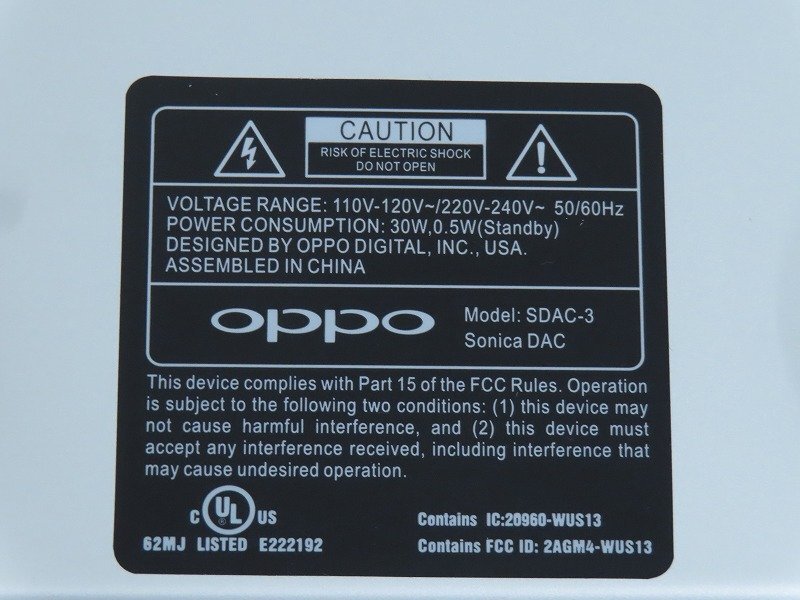 CAUTION
RISK OF ELECTRIC SHOCK
DO NOT OPEN
VOLTAGE RANGE: 110V-120V~/220V-240V~ 50/60Hz
POWER CONSUMPTION: 30W,0.5W(Standby)
DESIGNED BY OPPO DIGITAL, INC., USA.
ASSEMBLED IN CHINA
oppo
Model: SDAC-3
Sonica DAC
This device complies with Part 15 of the FCC Rules. Operation
is subject to the following two conditions: (1) this device may
not cause harmful interference, and (2) this device must
accept any interference received, including interference that
may cause undesired operation.
C UL US
62MJ LISTED E222192
Contains IC:20960-WUS13
Contains FCC ID: 2AGM4-WUS13